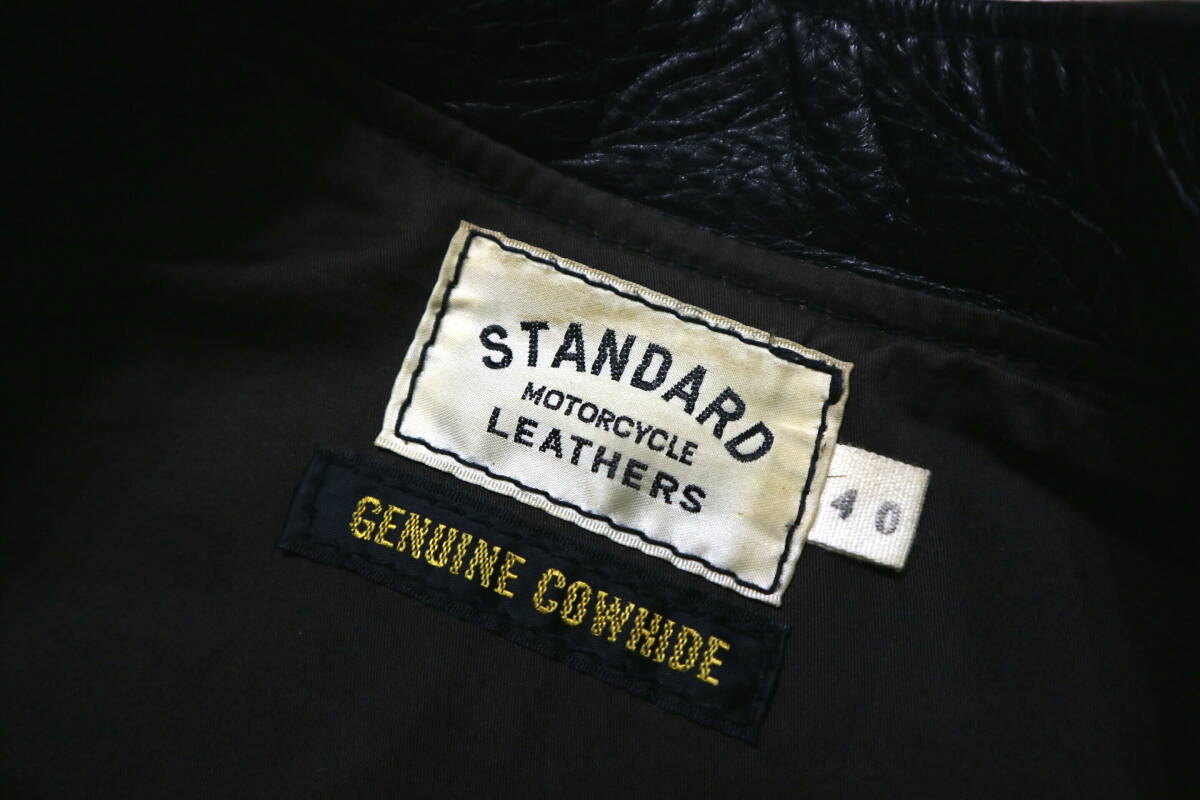 STANDARD
MOTORCYCLE
LEATHERS
40
GENUINE COWHIDE